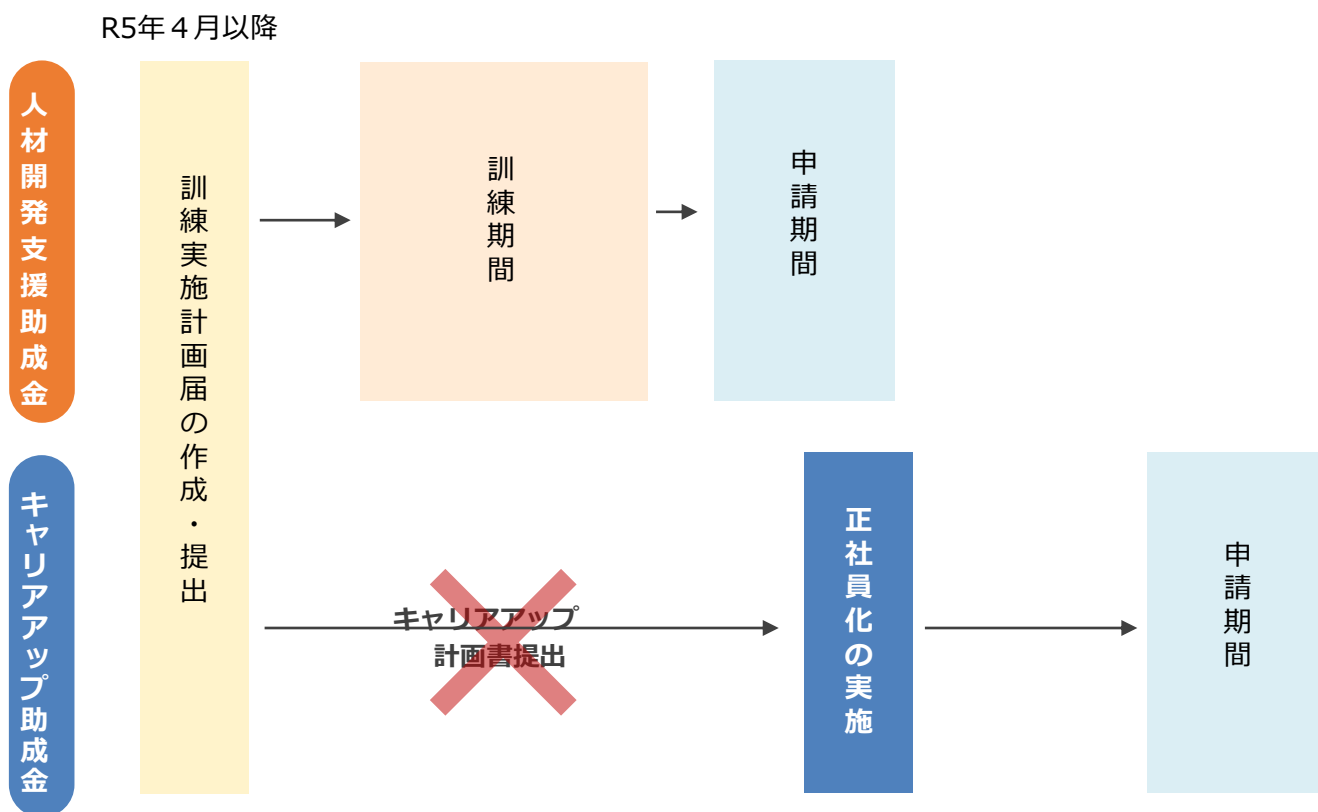 R5年４月以降
人材開発支援助成金
訓練実施計画届の作成・提出
訓練期間
申請期間
キャリアアップ助成金
キャリアアップ
計画書提出
正社員化の実施
申請期間